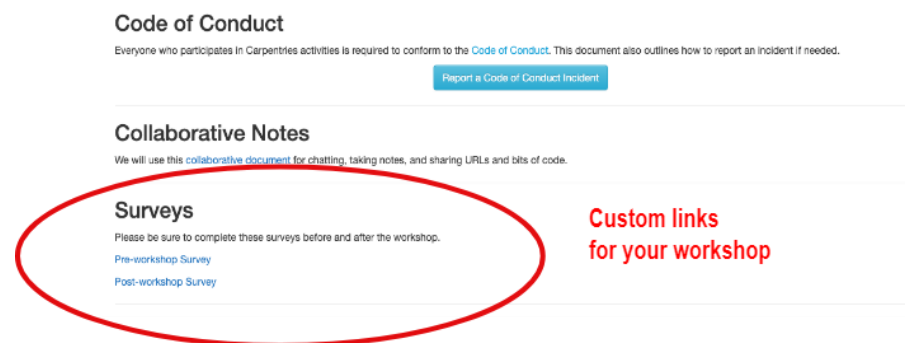 Code of Conduct
Everyone who participates in Carpentries activities is required to conform to the Code of Conduct. This document also outlines how to report an incident if needed.
Report a Code of Conduct Incident
Collaborative Notes
We will use this collaborative document for chatting, taking notes, and sharing URLs and bits of code.
Surveys
Please be sure to complete these surveys before and after the workshop.
Pre-workshop Survey
Post-workshop Survey
Custom links
for your workshop